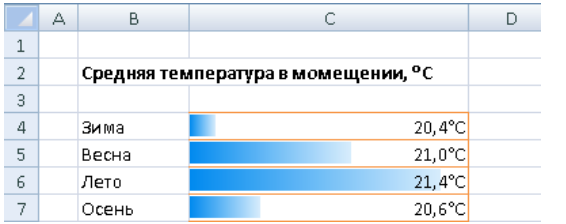 A B C D
1
2 Средняя температура в момещении, °С
3
4 Зима 20,4°С
5 Весна 21,0°С
6 Лето 21,4°С
7 Осень 20,6°С